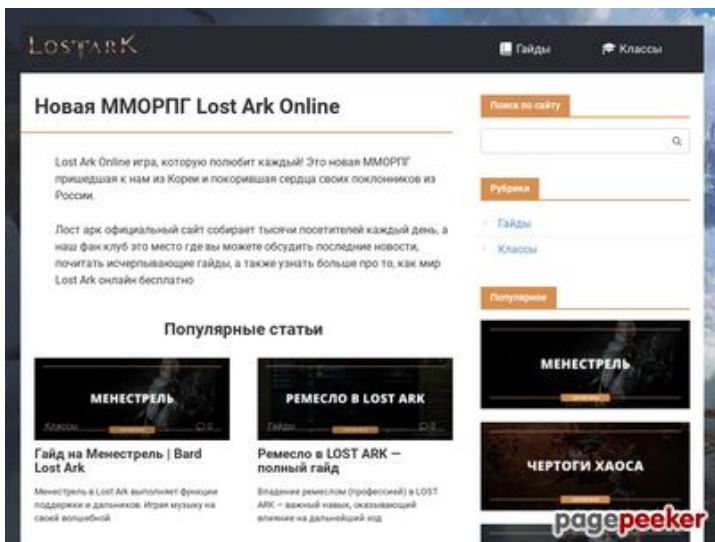 LOSTARK
Гайды
Классы
Новая ММОРПГ Lost Ark Online
Lost Ark Online игра, которую полюбит каждый! Это новая ММОРПГ
пришедшая к нам из Кореи и покорившая сердца своих поклонников из
России.
Лост арк официальный сайт собирает тысячи посетителей каждый день, а
наш фан клуб это место где вы можете обсудить последние новости,
почитать исчерпывающие гайды, а также узнать больше про то, как мир
Lost Ark онлайн бесплатно
Популярные статьи
МЕНЕСТРЕЛЬ
Классы
0
Гайд на Менестрель | Bard
Lost Ark
Менестрель в Lost Ark выполняет функции
поддержки и дальников. Играя музыку на
своей волшебной
РЕМЕСЛО В LOST ARK
Гайды
0
Ремесло в LOST ARK —
полный гайд
Владение ремеслом (профессией) в LOST
ARK — важный навык, оказывающий
влияние на дальнейший ход
Поиск по сайту
Рубрики
Гайды
Классы
Популярное
МЕНЕСТРЕЛЬ
ЧЕРТОГИ ХАОСА
pagepeeker